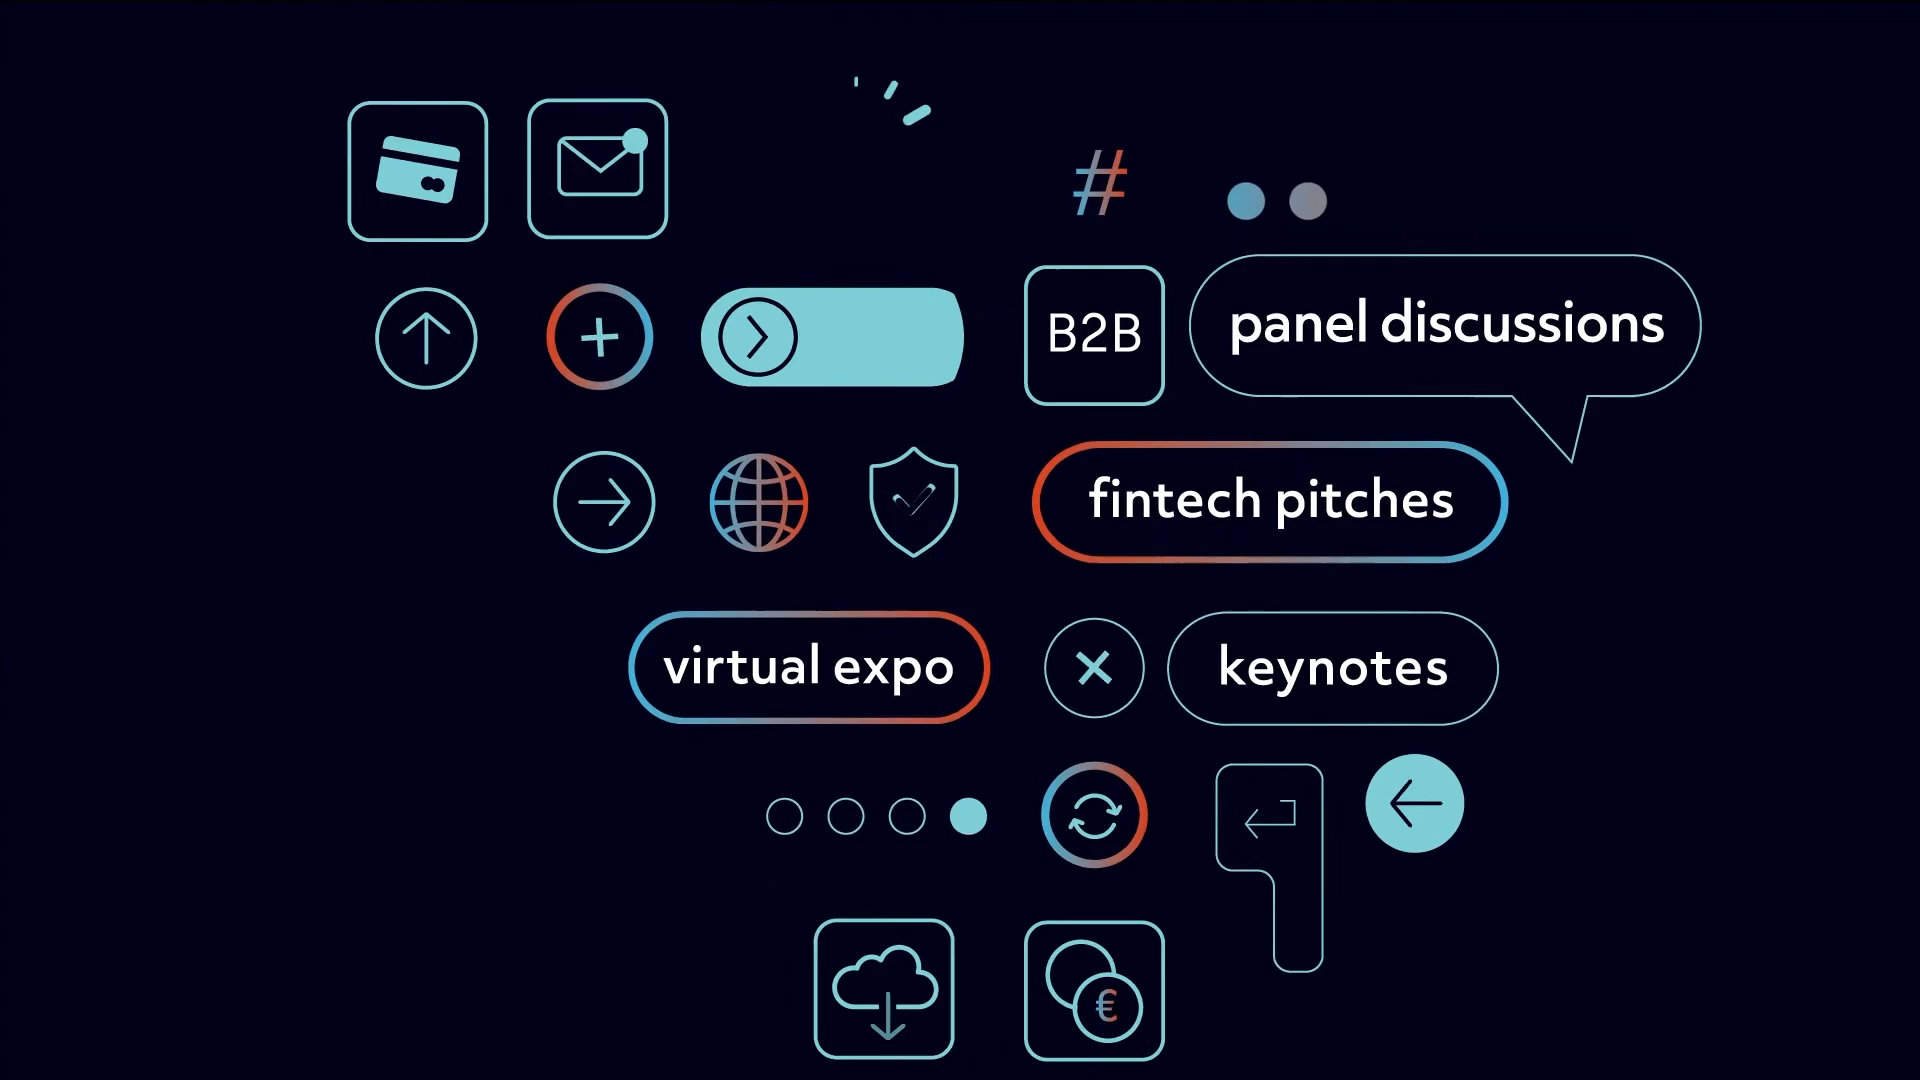 #
B2B
panel discussions
fintech pitches
virtual expo
keynotes
€